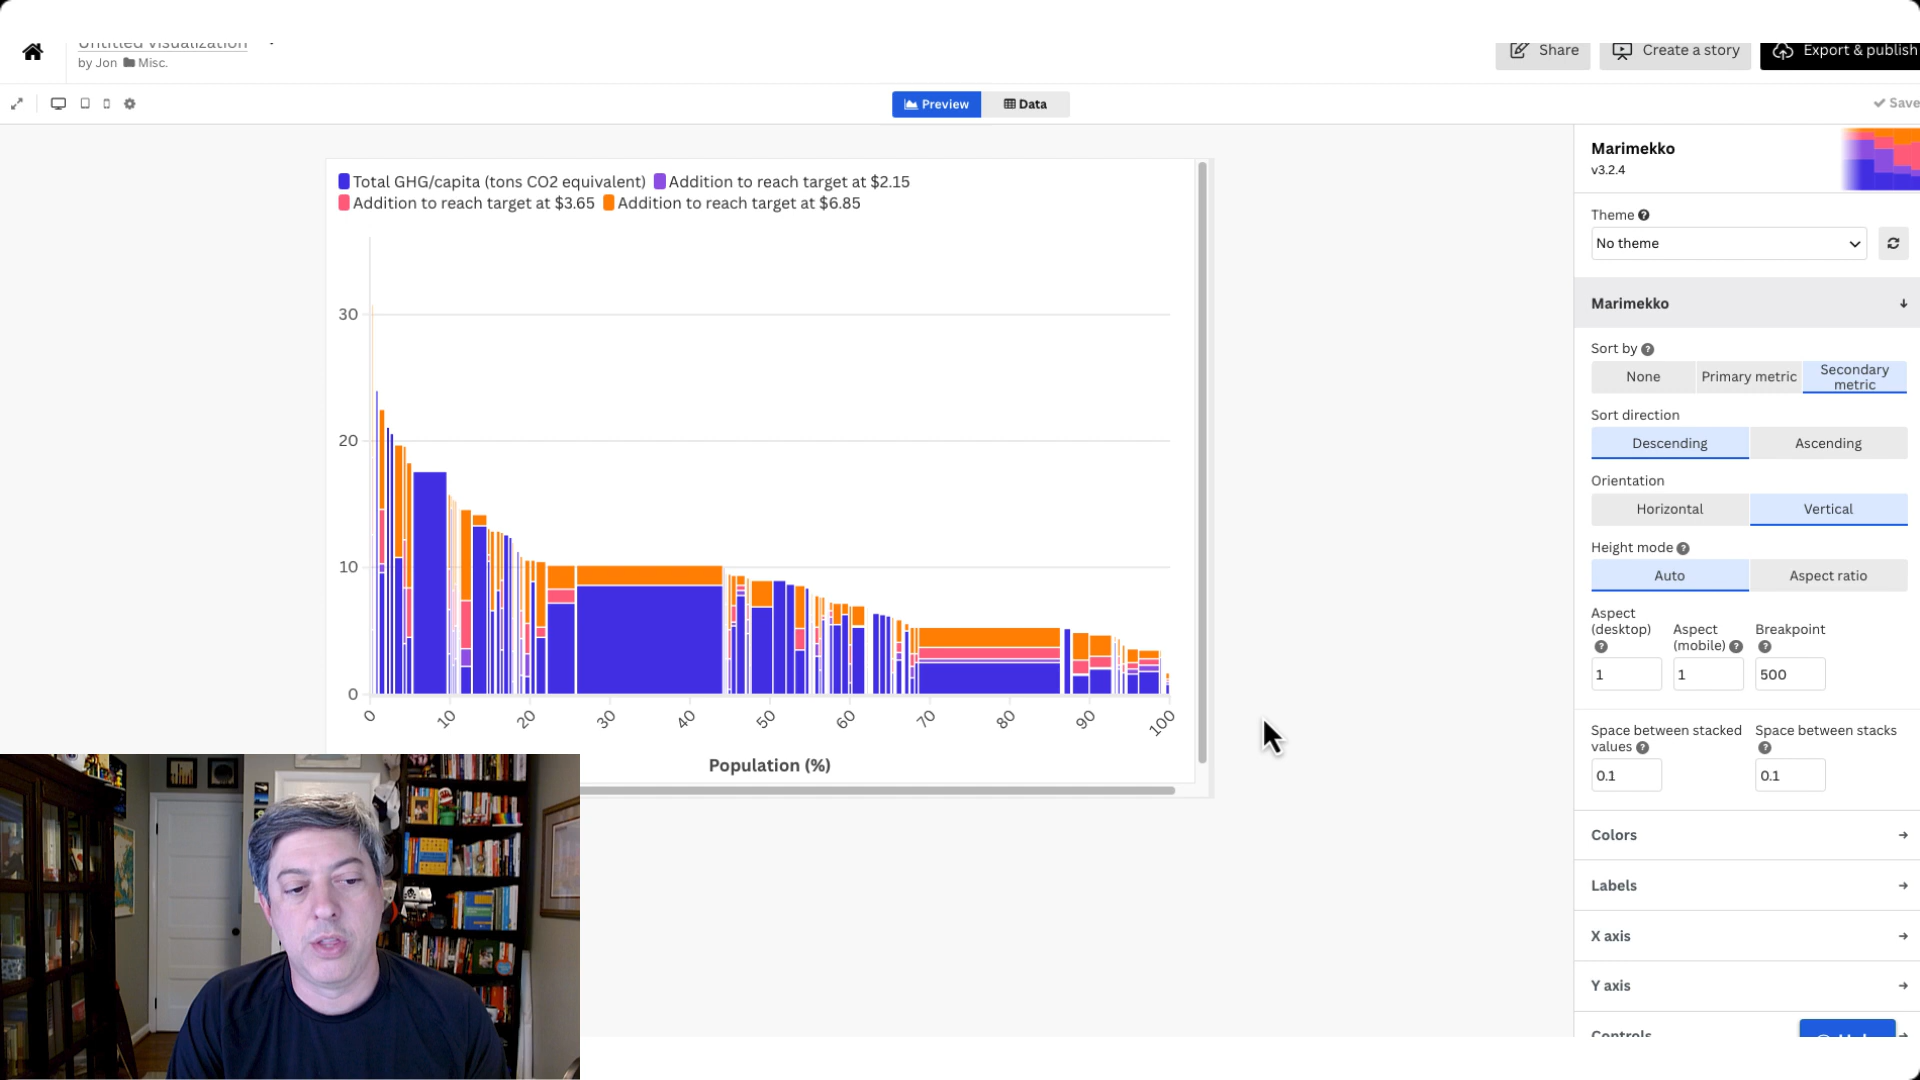 Untitled Visualization
by Jon Misc.
Share
Create a story
Export & publish
Preview
Data
Save
Total GHG/capita (tons CO2 equivalent) Addition to reach target at $2.15
Addition to reach target at $3.65 Addition to reach target at $6.85
30
20
10
0
0 10 20 30 40 50 60 70 80 90 100
Population (%)
Marimekko
v3.2.4
Theme
No theme
Marimekko
Sort by
None Primary metric Secondary metric
Sort direction
Descending Ascending
Orientation
Horizontal Vertical
Height mode
Auto Aspect ratio
Aspect (desktop) Aspect (mobile) Breakpoint
1 1 500
Space between stacked values Space between stacks
0.1 0.1
Colors
Labels
X axis
Y axis
Controls